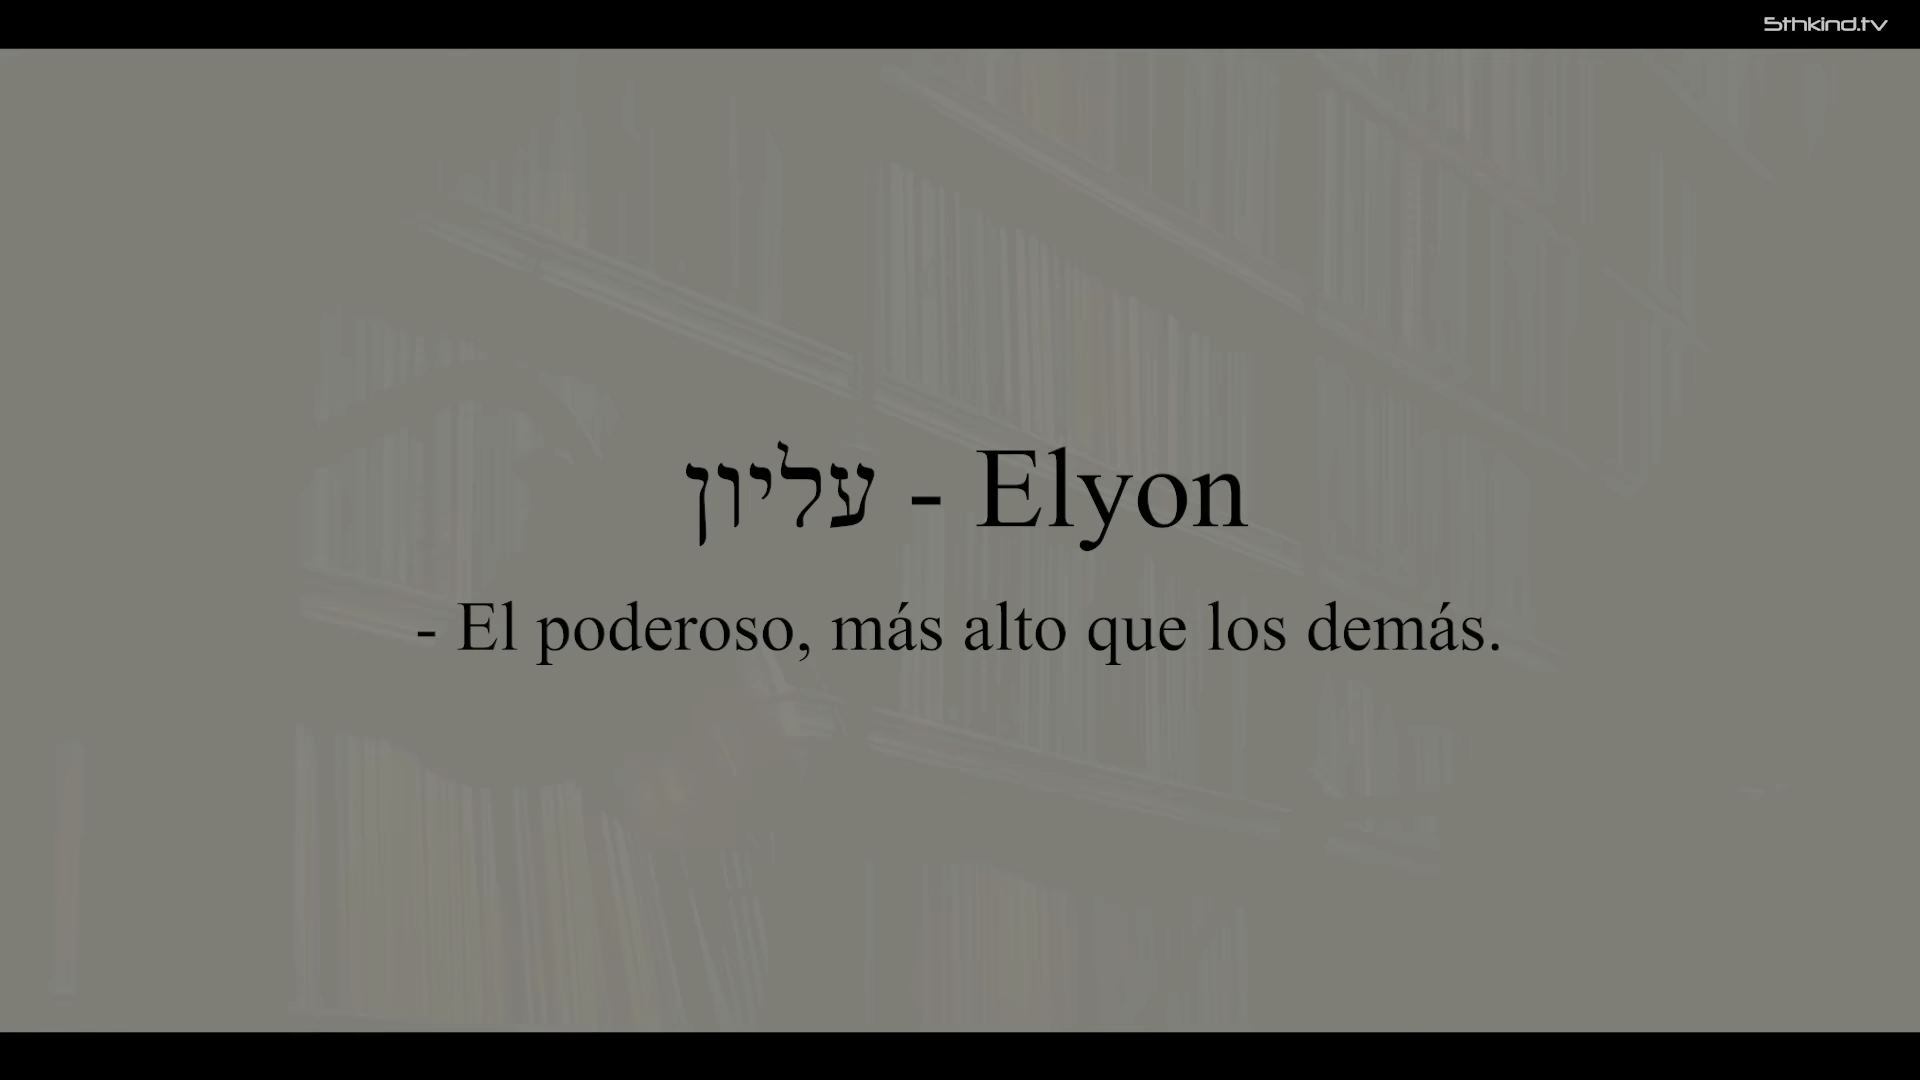 5thkind.tv
עליון - Elyon
- El poderoso, más alto que los demás.